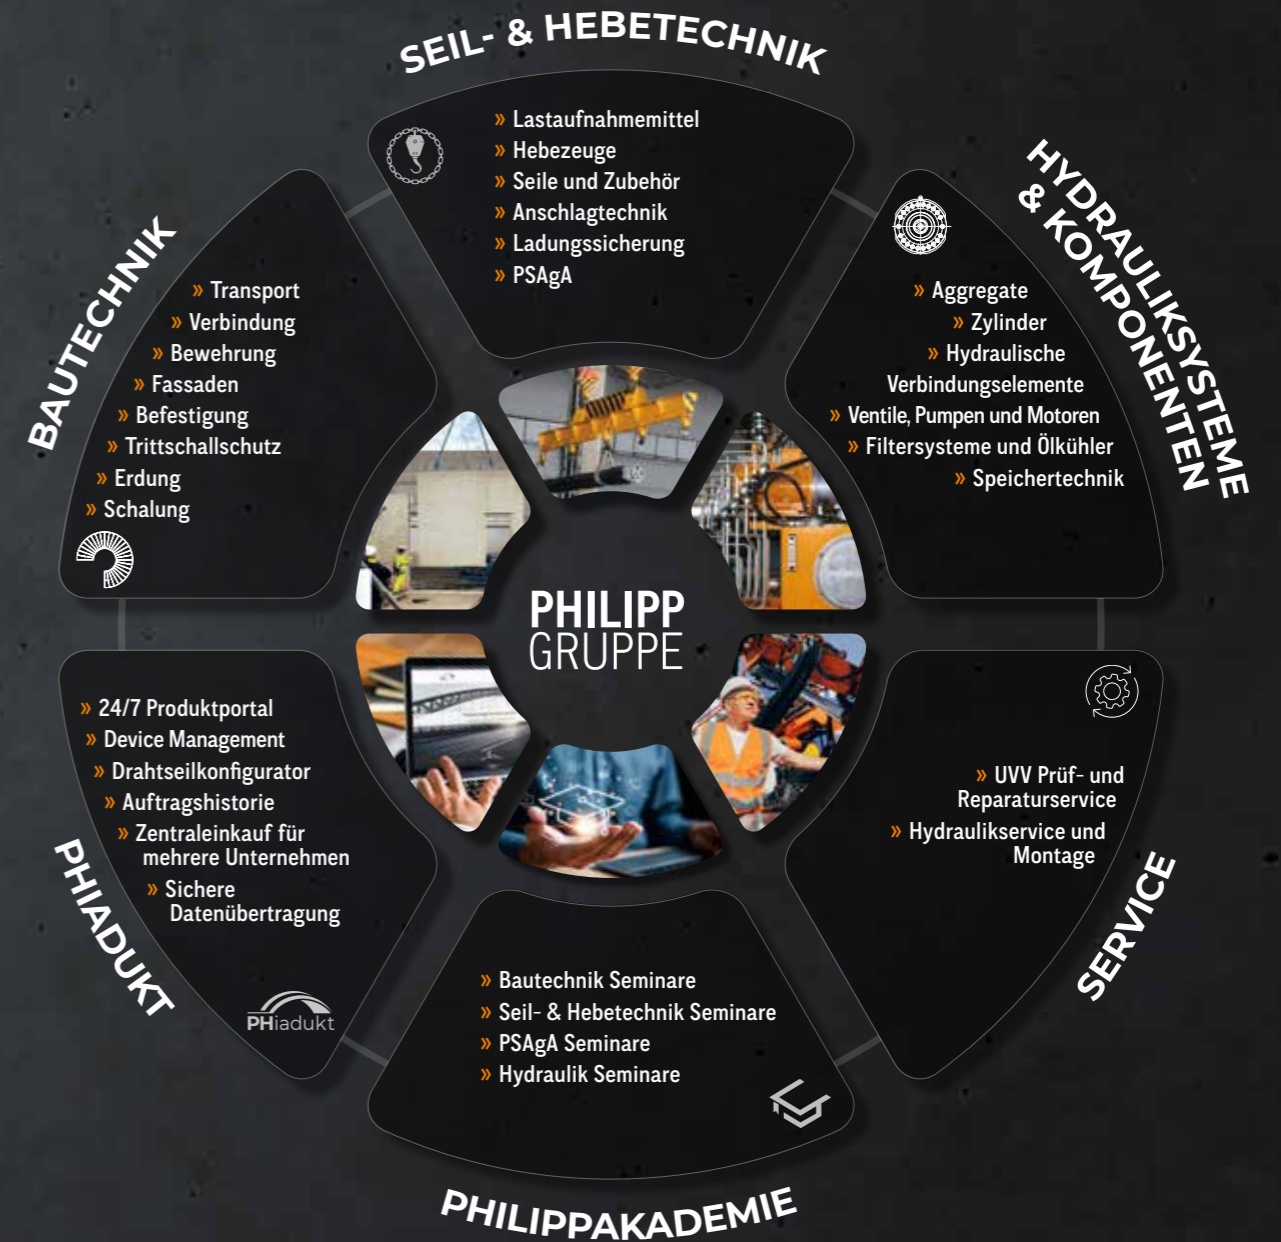 SEIL- & HEBETECHNIK
» Lastaufnahmemittel
» Hebezeuge
» Seile und Zubehör
» Anschlagtechnik
» Ladungssicherung
» PSAgA
HYDRAULIKSYSTEME
& KOMPONENTEN
» Aggregate
» Zylinder
» Hydraulische
Verbindungselemente
» Ventile, Pumpen und Motoren
» Filtersysteme und Ölkühler
» Speichertechnik
SERVICE
» UVV Prüf- und
Reparaturservice
» Hydraulikservice und
Montage
PHILIPPAKADEMIE
» Bautechnik Seminare
» Seil- & Hebetechnik Seminare
» PSAgA Seminare
» Hydraulik Seminare
PHIADUKT
» 24/7 Produktportal
» Device Management
» Drahtseilkonfigurator
» Auftragshistorie
» Zentraleinkauf für
mehrere Unternehmen
» Sichere
Datenübertragung
PHiadukt
BAUTECHNIK
» Transport
» Verbindung
» Bewehrung
» Fassaden
» Befestigung
» Trittschallschutz
» Erdung
» Schalung
PHILIPP
GRUPPE